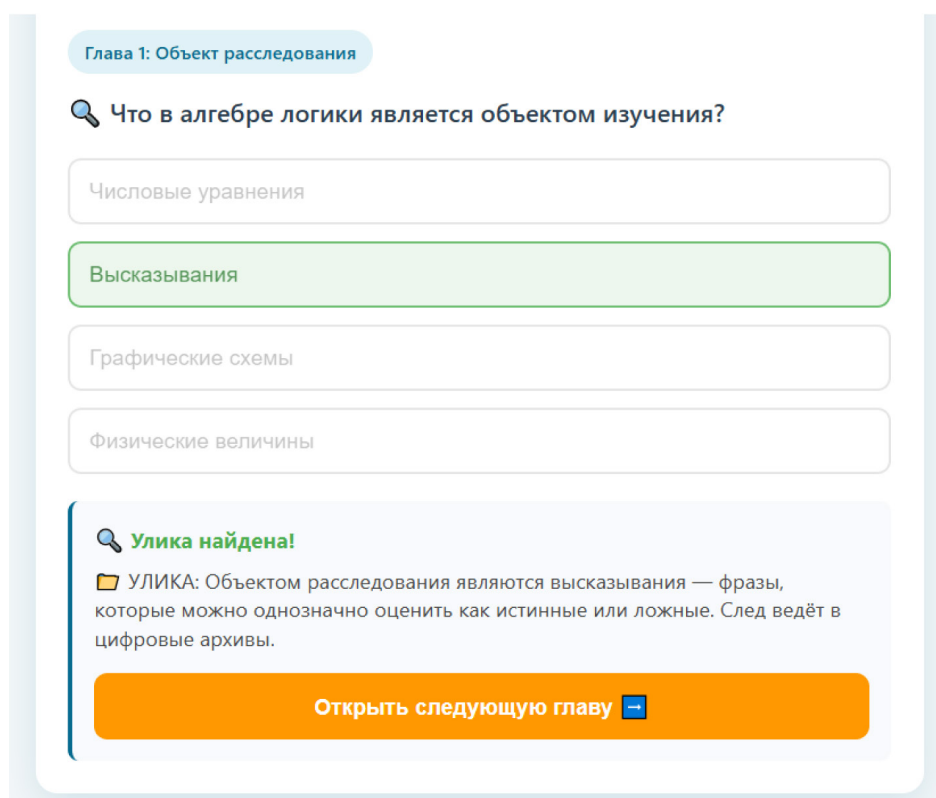 Глава 1: Объект расследования
🔍 Что в алгебре логики является объектом изучения?
Числовые уравнения
Высказывания
Графические схемы
Физические величины
🔍 Улика найдена!
📁 УЛИКА: Объектом расследования являются высказывания — фразы,
которые можно однозначно оценить как истинные или ложные. След ведёт в
цифровые архивы.
Открыть следующую главу ➡️